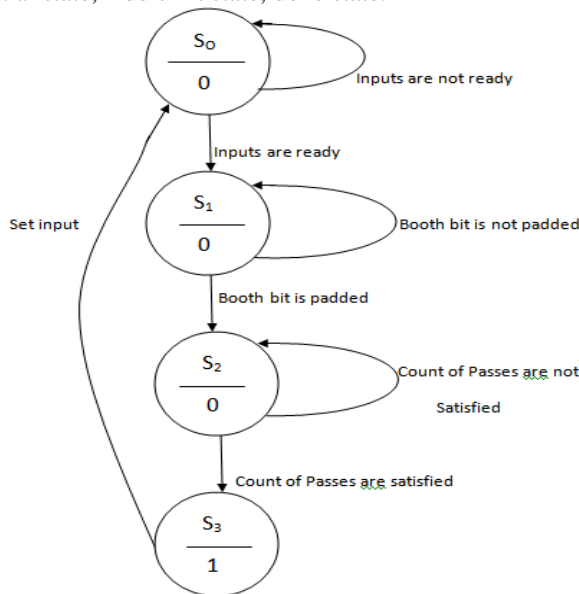 S₀
0
Inputs are not ready
Inputs are ready
S₁
0
Set input
Booth bit is not padded
Booth bit is padded
S₂
0
Count of Passes are not
Satisfied
Count of Passes are satisfied
S₃
1